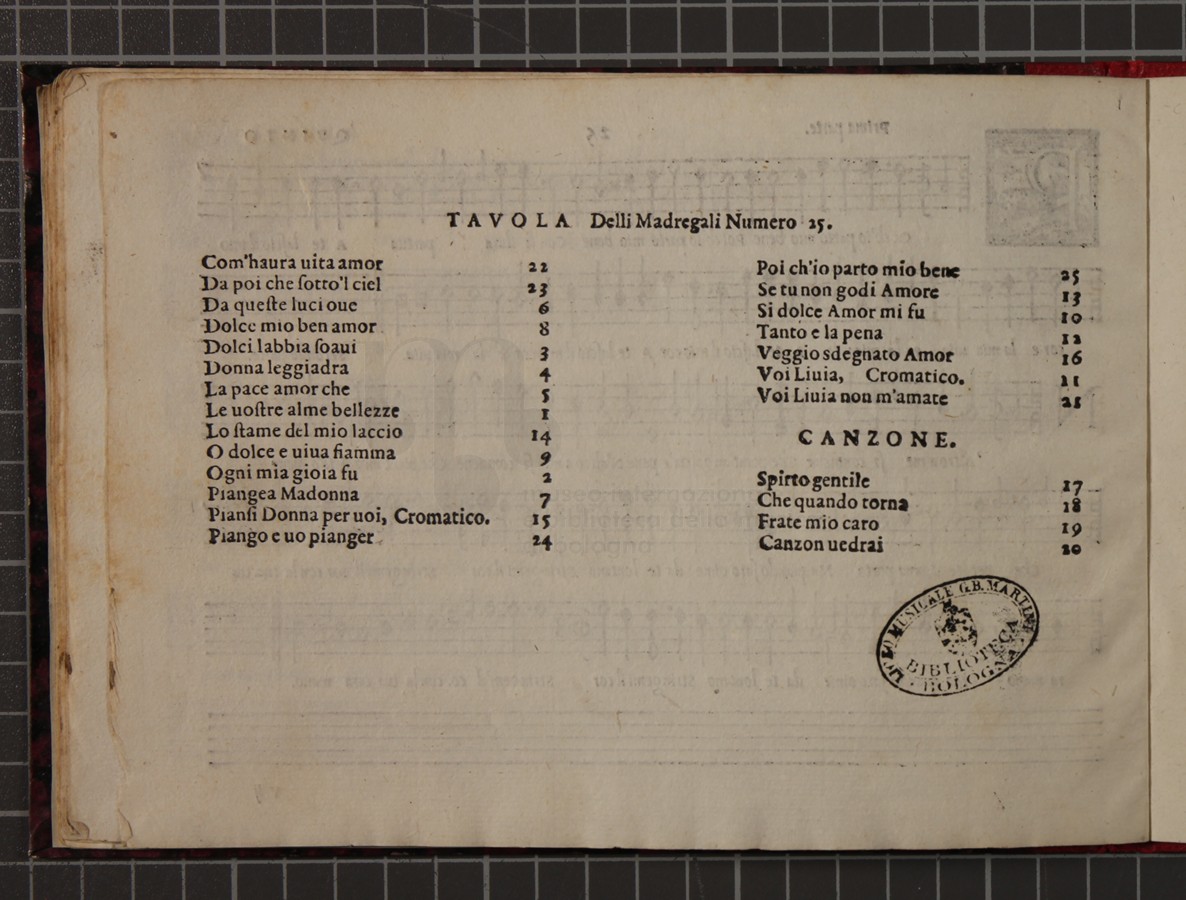 TAVOLA Delli Madregali Numero 25.
Com'haura uita amor 22
Da poi che ſotto'l ciel 23
Da queſte luci oue 6
Dolce mio ben amor 8
Dolci labbia ſoaui 3
Donna leggiadra 4
La pace amor che 5
Le uoſtre alme bellezze 1
Lo ſtame del mio laccio 14
O dolce e uiua fiamma 9
Ogni mia gioia fu 2
Piangea Madonna 7
Pianſi Donna per uoi, Cromatico. 15
Piango e uo pianger 24
Poi ch'io parto mio bene 25
Se tu non godi Amore 13
Si dolce Amor mi fu 10
Tanto e la pena 12
Veggio sdegnato Amor 16
Voi Liuia, Cromatico. 11
Voi Liuia non m'amate 21
CANZONE.
Spirto gentile 17
Che quando torna 18
Frate mio caro 19
Canzon uedrai 20
MUSICALE G.B. MARTINI
BIBLIOTECA
BOLOGNA